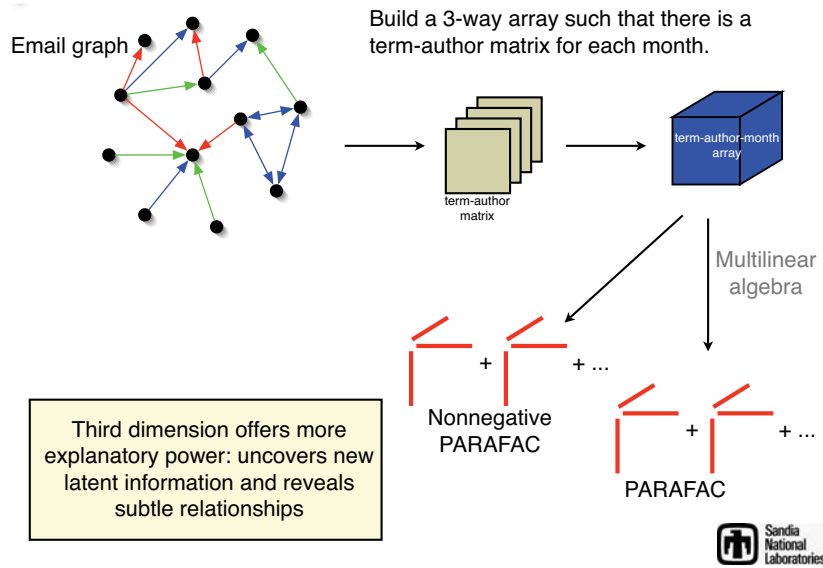 Email graph
Build a 3-way array such that there is a
term-author matrix for each month.
term-author
matrix
term-author-month
array
Multilinear
algebra
+
+ ...
Nonnegative
PARAFAC
+
+ ...
PARAFAC
Third dimension offers more
explanatory power: uncovers new
latent information and reveals
subtle relationships
Sandia
National
Laboratories